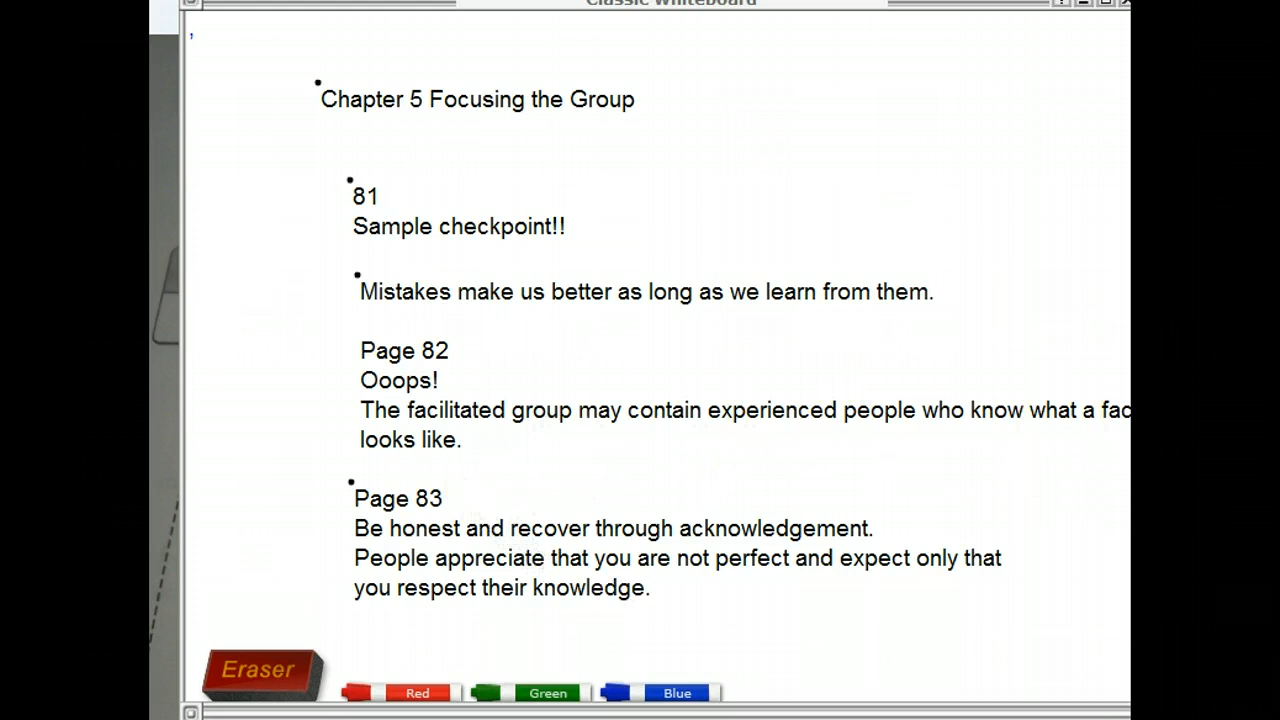 Classic Whiteboard
,
Chapter 5 Focusing the Group
81
Sample checkpoint!!
Mistakes make us better as long as we learn from them.
Page 82
Ooops!
The facilitated group may contain experienced people who know what a fac
looks like.
Page 83
Be honest and recover through acknowledgement.
People appreciate that you are not perfect and expect only that
you respect their knowledge.
Eraser
Red Green Blue